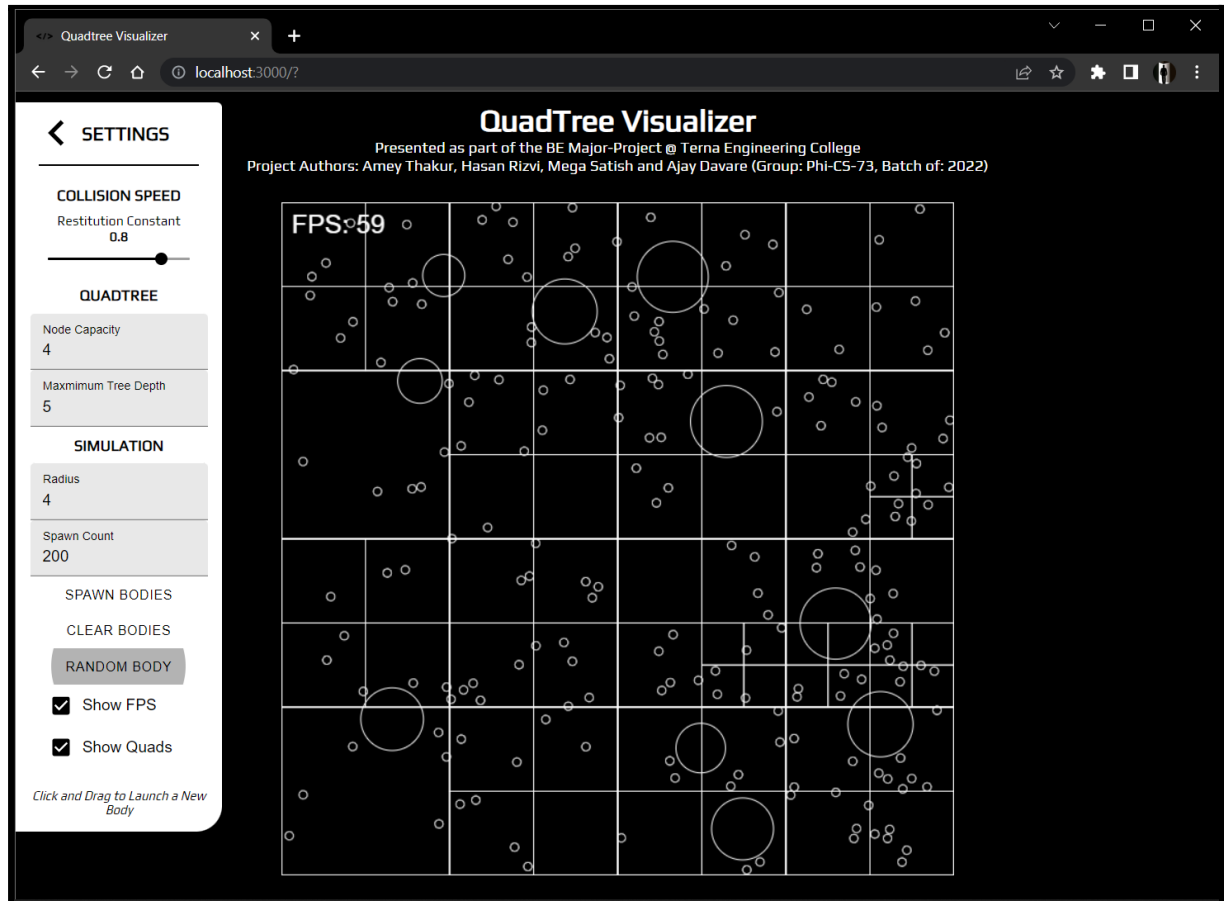 </> Quadtree Visualizer
localhost:3000/?
SETTINGS
COLLISION SPEED
Restitution Constant
0.8
QUADTREE
Node Capacity
4
Maxmimum Tree Depth
5
SIMULATION
Radius
4
Spawn Count
200
SPAWN BODIES
CLEAR BODIES
RANDOM BODY
Show FPS
Show Quads
Click and Drag to Launch a New
Body
QuadTree Visualizer
Presented as part of the BE Major-Project @ Terna Engineering College
Project Authors: Amey Thakur, Hasan Rizvi, Mega Satish and Ajay Davare (Group: Phi-CS-73, Batch of: 2022)
FPS: 59